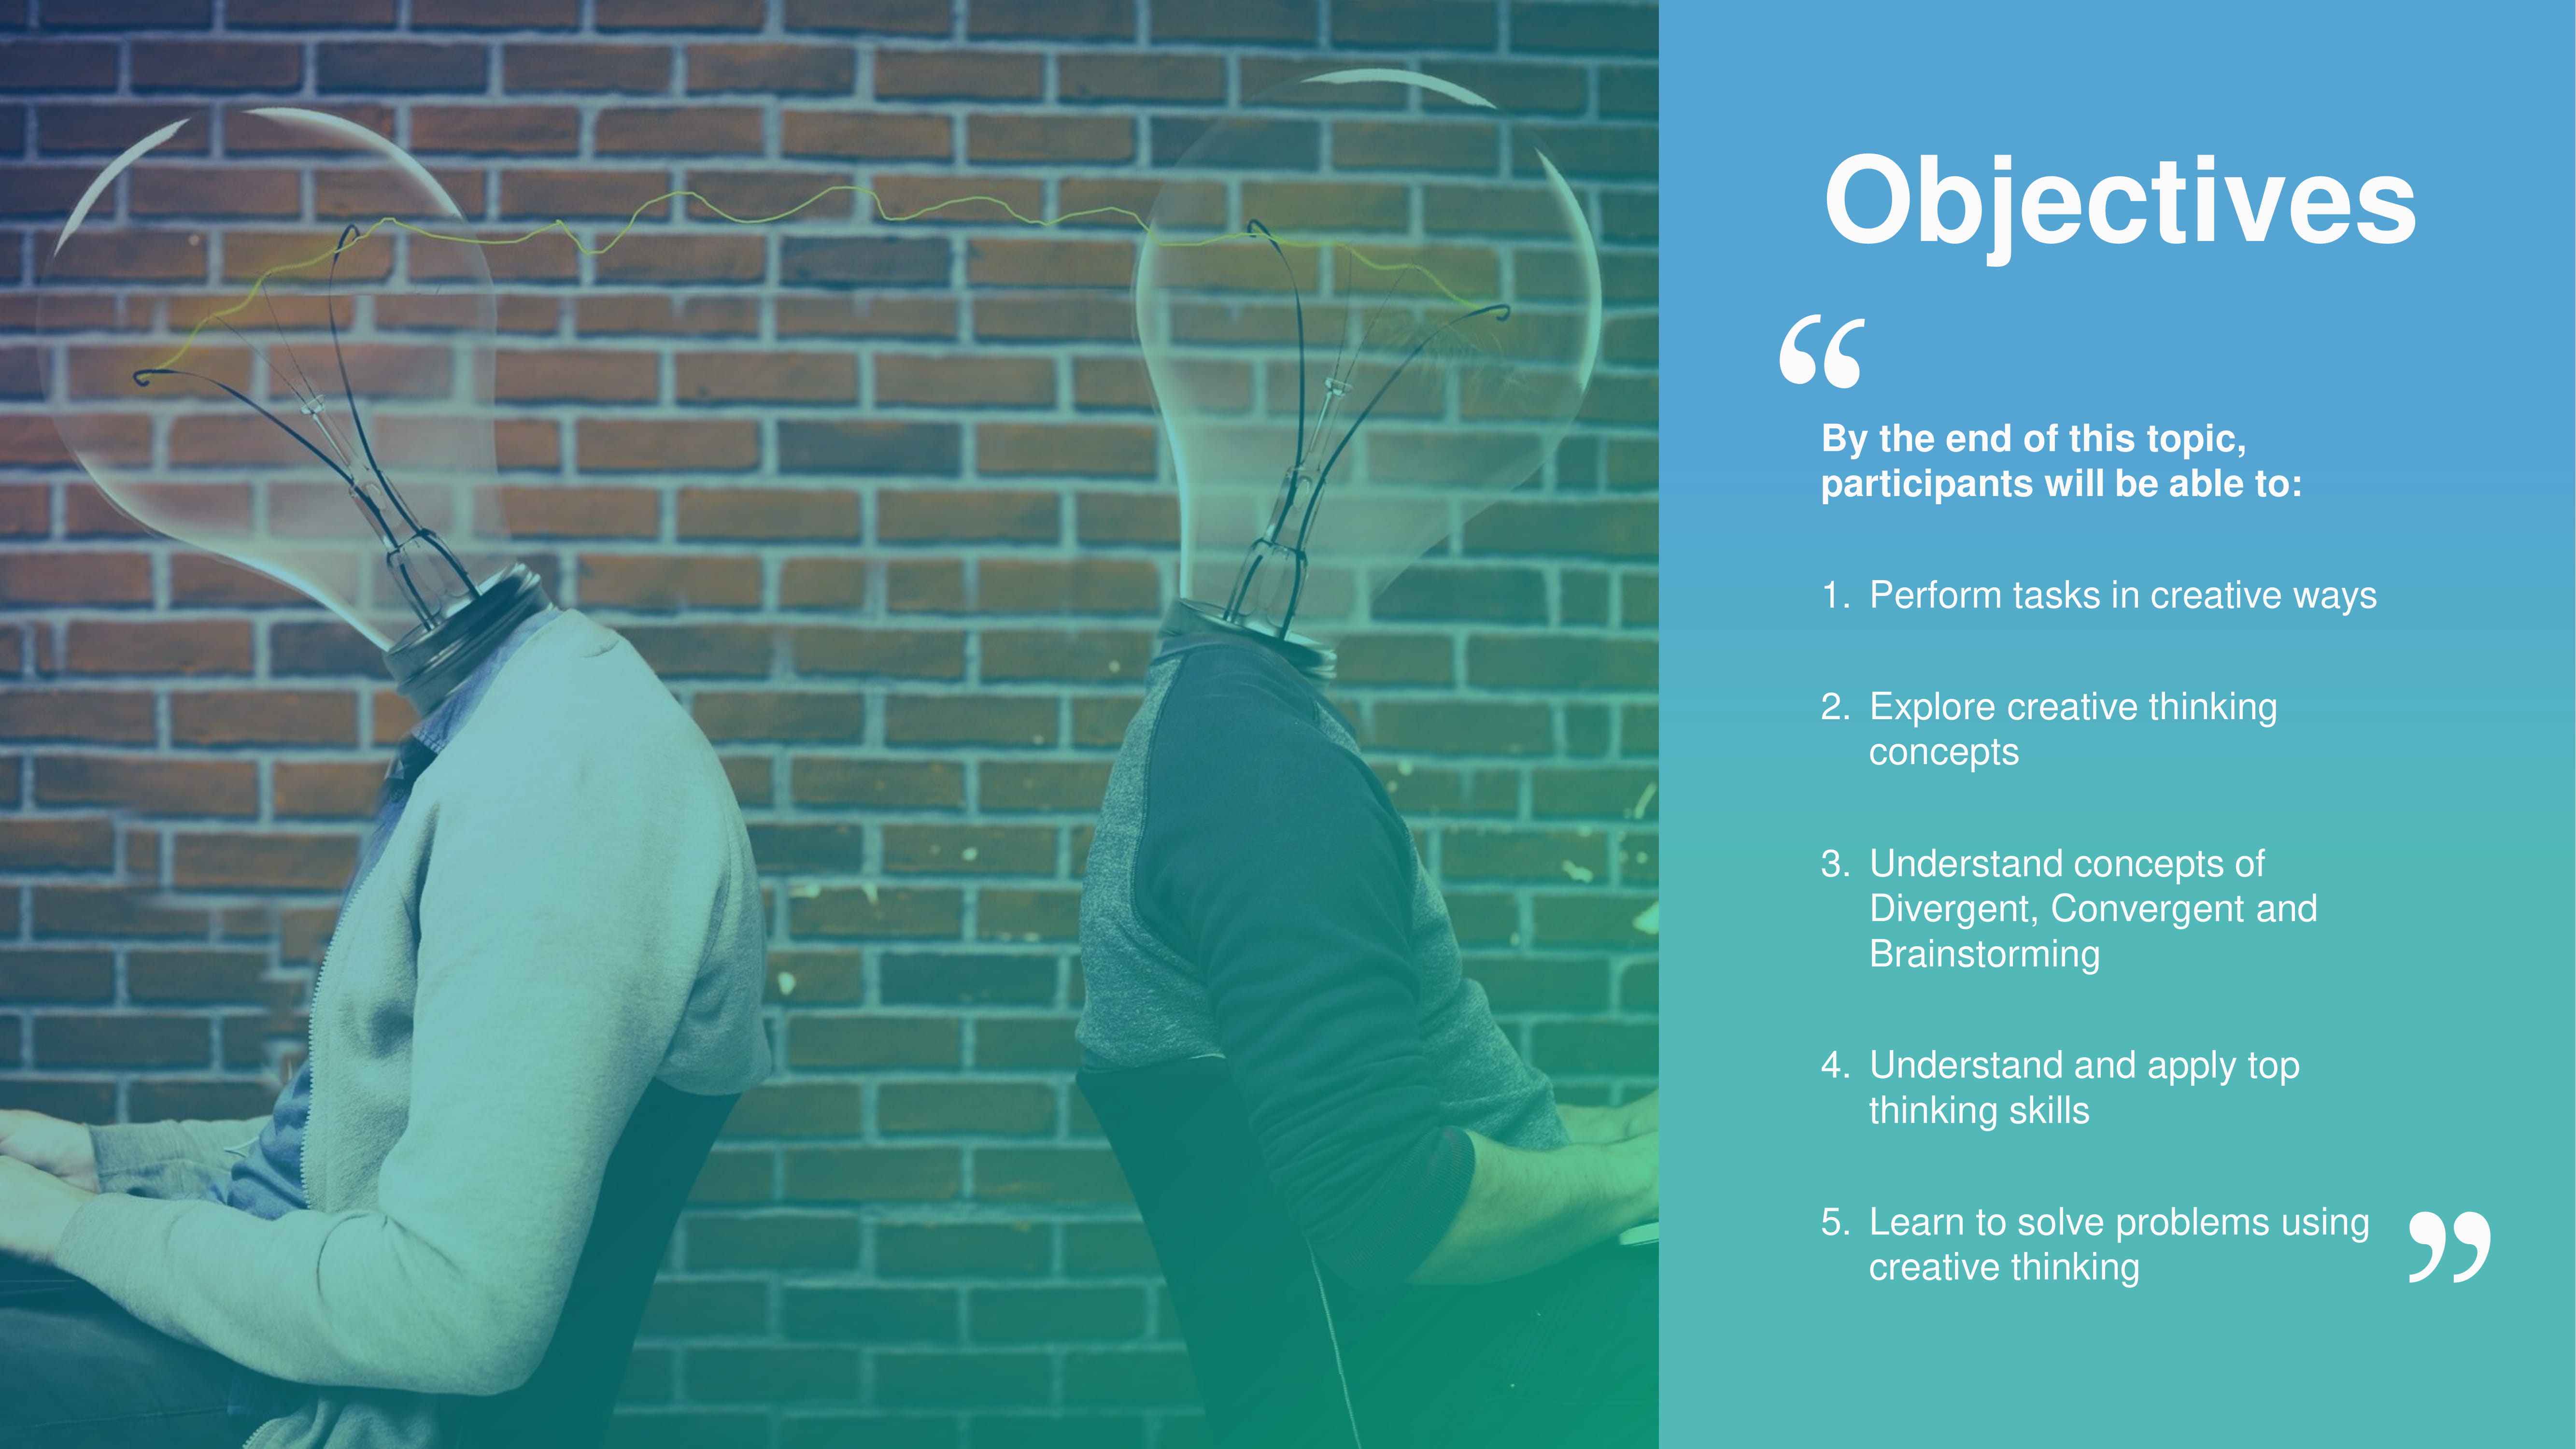 Objectives
“
By the end of this topic,
participants will be able to:
1. Perform tasks in creative ways
2. Explore creative thinking
concepts
3. Understand concepts of
Divergent, Convergent and
Brainstorming
4. Understand and apply top
thinking skills
5. Learn to solve problems using
creative thinking
”